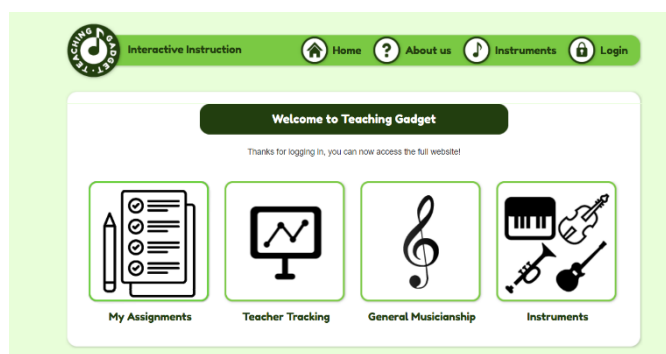 TEACHING GADGET
Interactive Instruction
Home
About us
Instruments
Login
Welcome to Teaching Gadget
Thanks for logging in, you can now access the full website!
My Assignments
Teacher Tracking
General Musicianship
Instruments